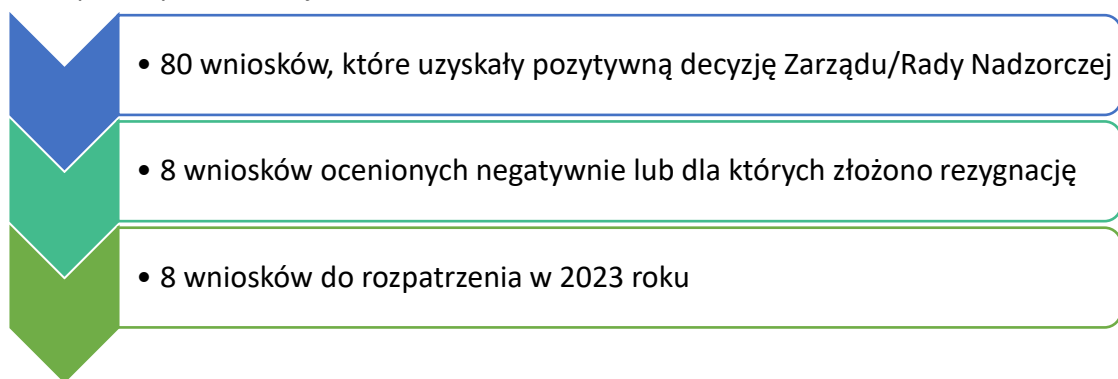 • 80 wniosków, które uzyskały pozytywną decyzję Zarządu/Rady Nadzorczej
• 8 wniosków ocenionych negatywnie lub dla których złożono rezygnację
• 8 wniosków do rozpatrzenia w 2023 roku